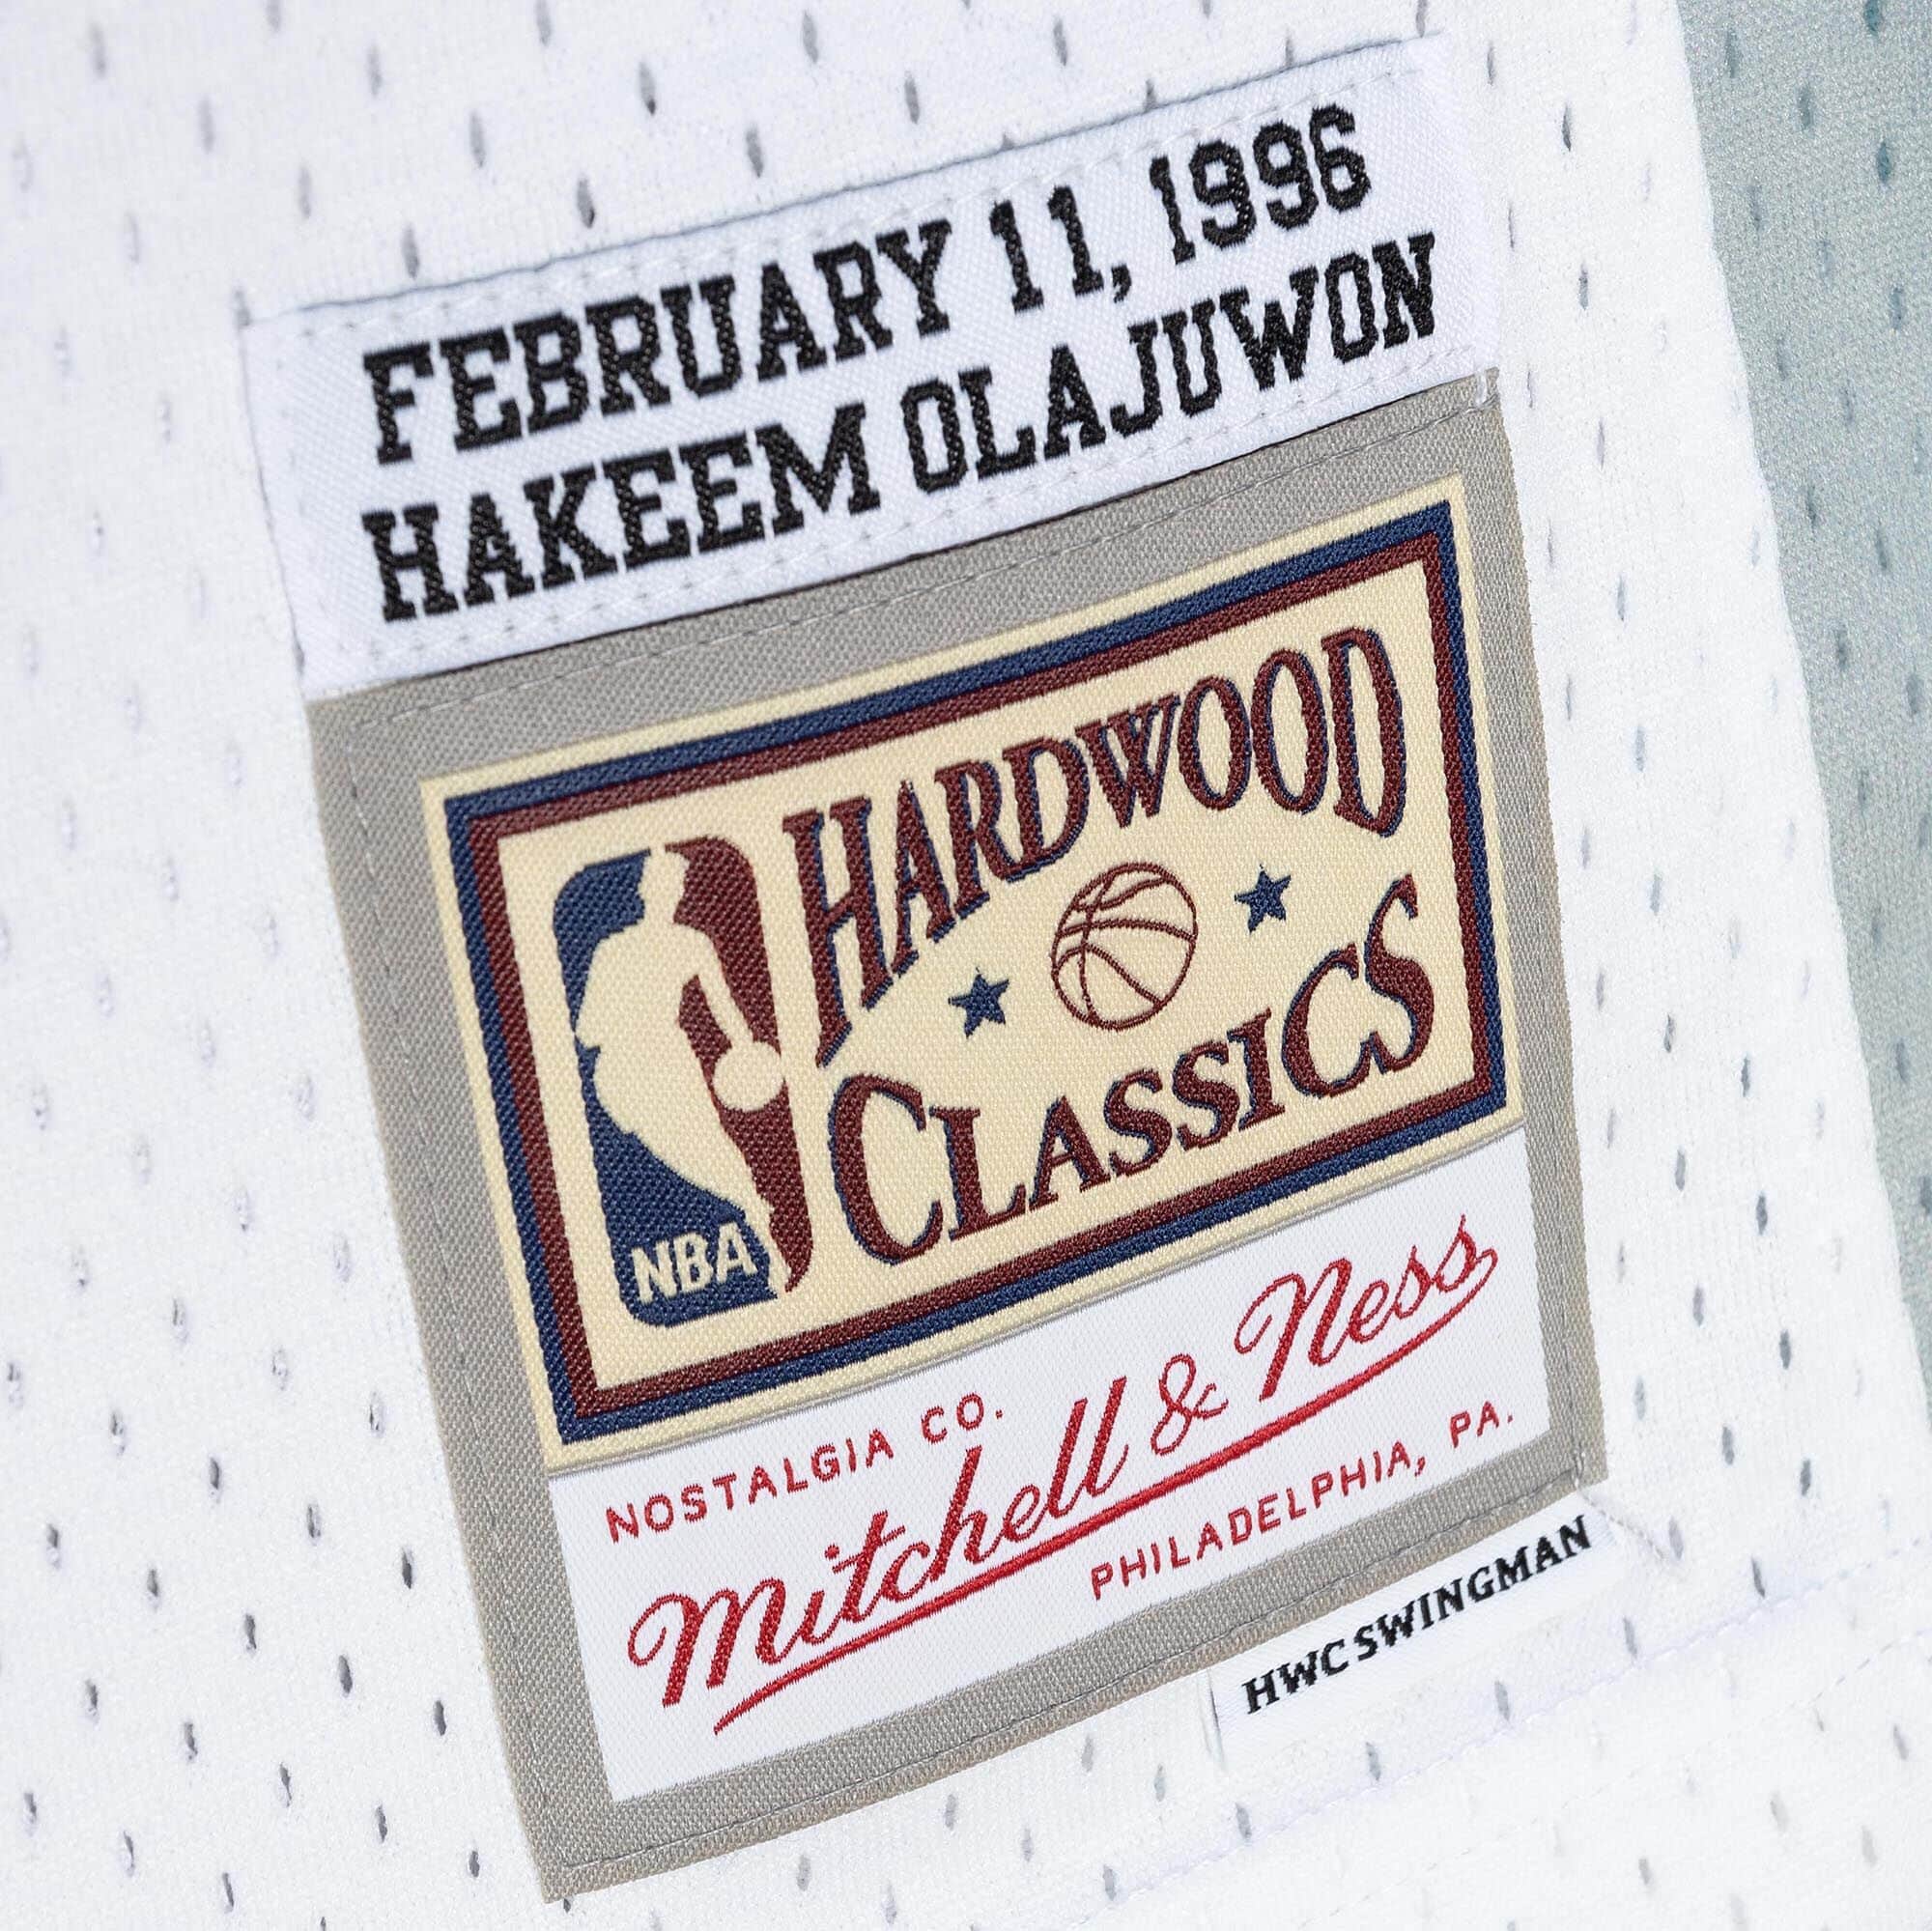 FEBRUARY 11, 1996
HAKEEM OLAJUWON
HARDWOOD
CLASSICS
NBA
NOSTALGIA CO.
Mitchell & Ness
PHILADELPHIA, PA.
HWC SWINGMAN